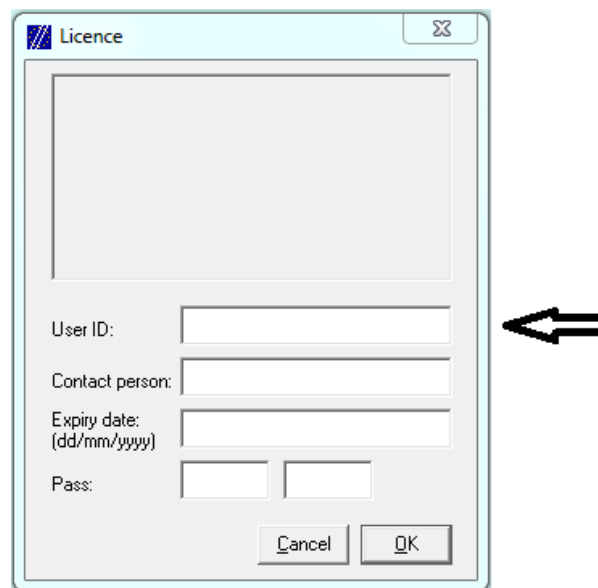 Licence
User ID:
Contact person:
Expiry date:
(dd/mm/yyyy)
Pass:
Cancel OK